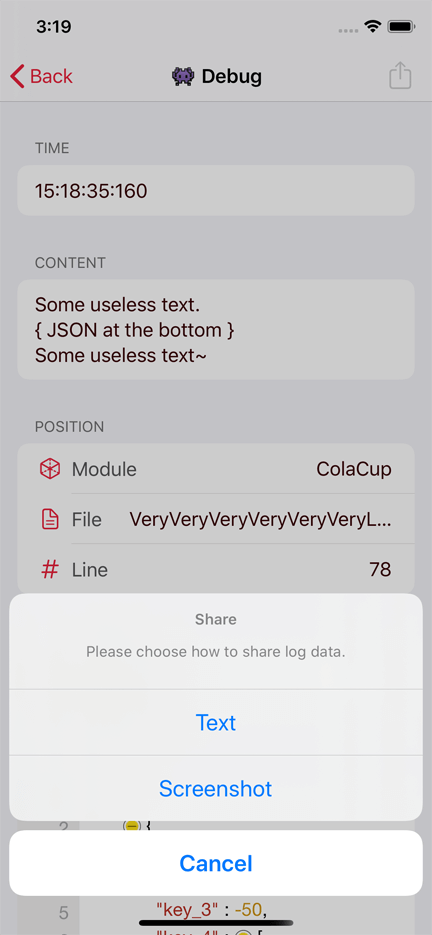 3:19
Back
Debug
TIME
15:18:35:160
CONTENT
Some useless text.
{ JSON at the bottom }
Some useless text~
POSITION
Module ColaCup
File VeryVeryVeryVeryVeryVeryL...
# Line 78
Share
Please choose how to share log data.
Text
Screenshot
{
Cancel
5 "key_3" : -50,